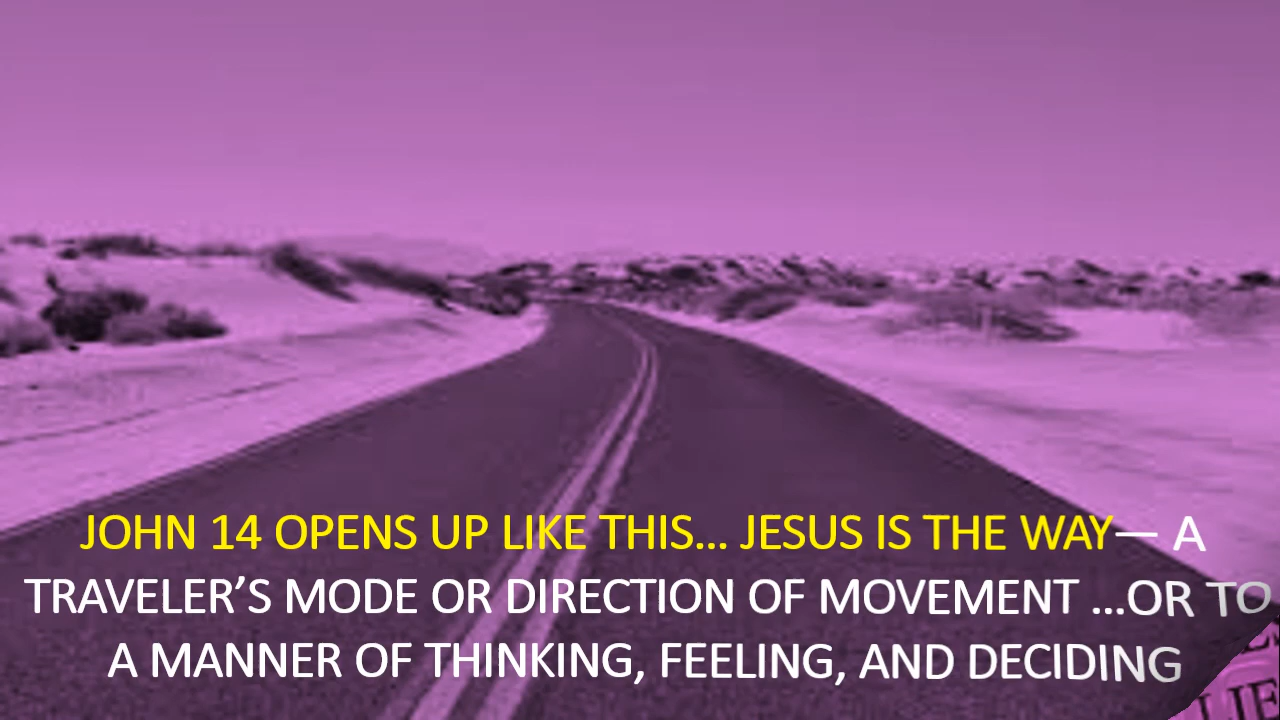 JOHN 14 OPENS UP LIKE THIS... JESUS IS THE WAY— A
TRAVELER’S MODE OR DIRECTION OF MOVEMENT ...OR TO
A MANNER OF THINKING, FEELING, AND DECIDING